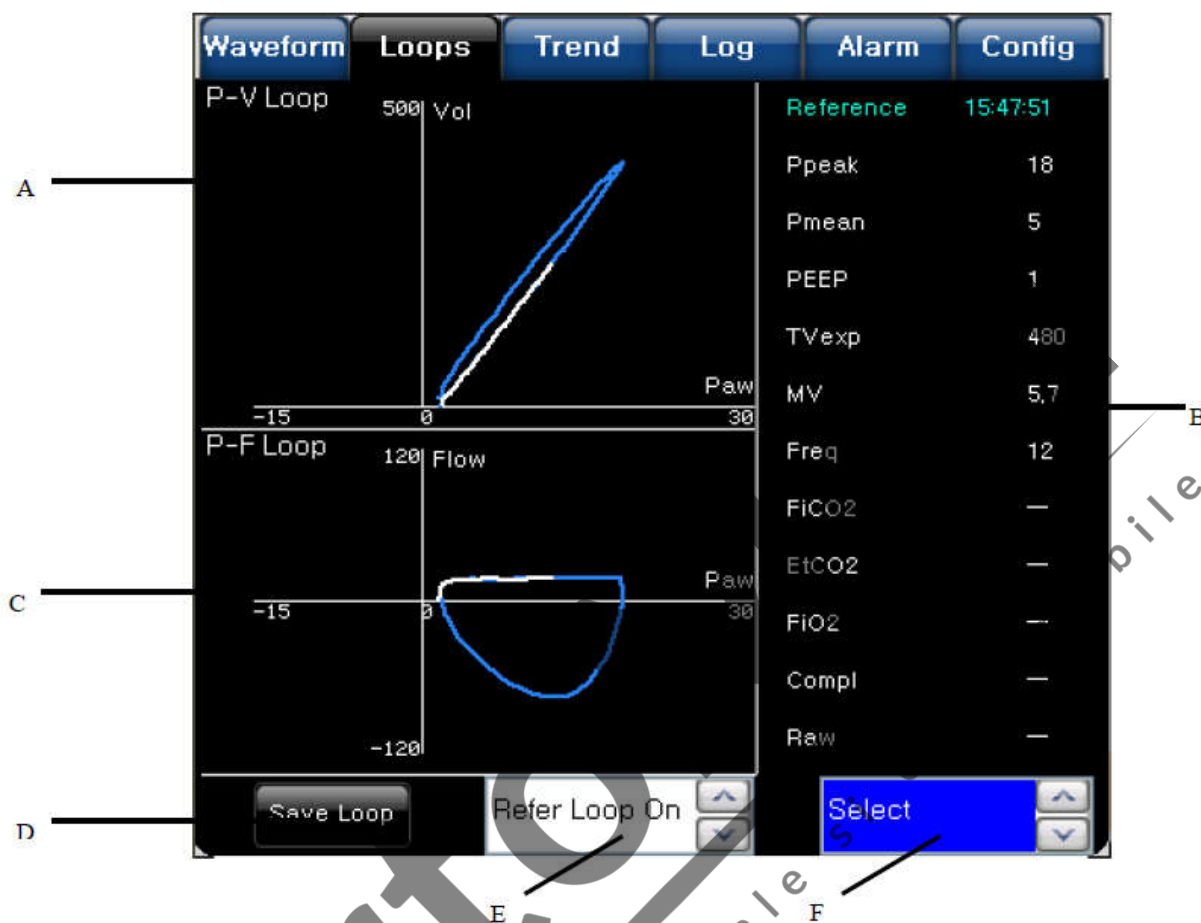 Waveform Loops Trend Log Alarm Config
P-V Loop
500 Vol
Paw
-15 0 30
P-F Loop
120 Flow
Paw
-15 0 30
-120
Reference 15:47:51
Ppeak 18
Pmean 5
PEEP 1
TVexp 480
MV 5.7
Freq 12
FiCO2 —
EtCO2 —
FiO2 —
Compl —
Raw —
Save Loop Refer Loop On Select
A
B
C
D
E
F